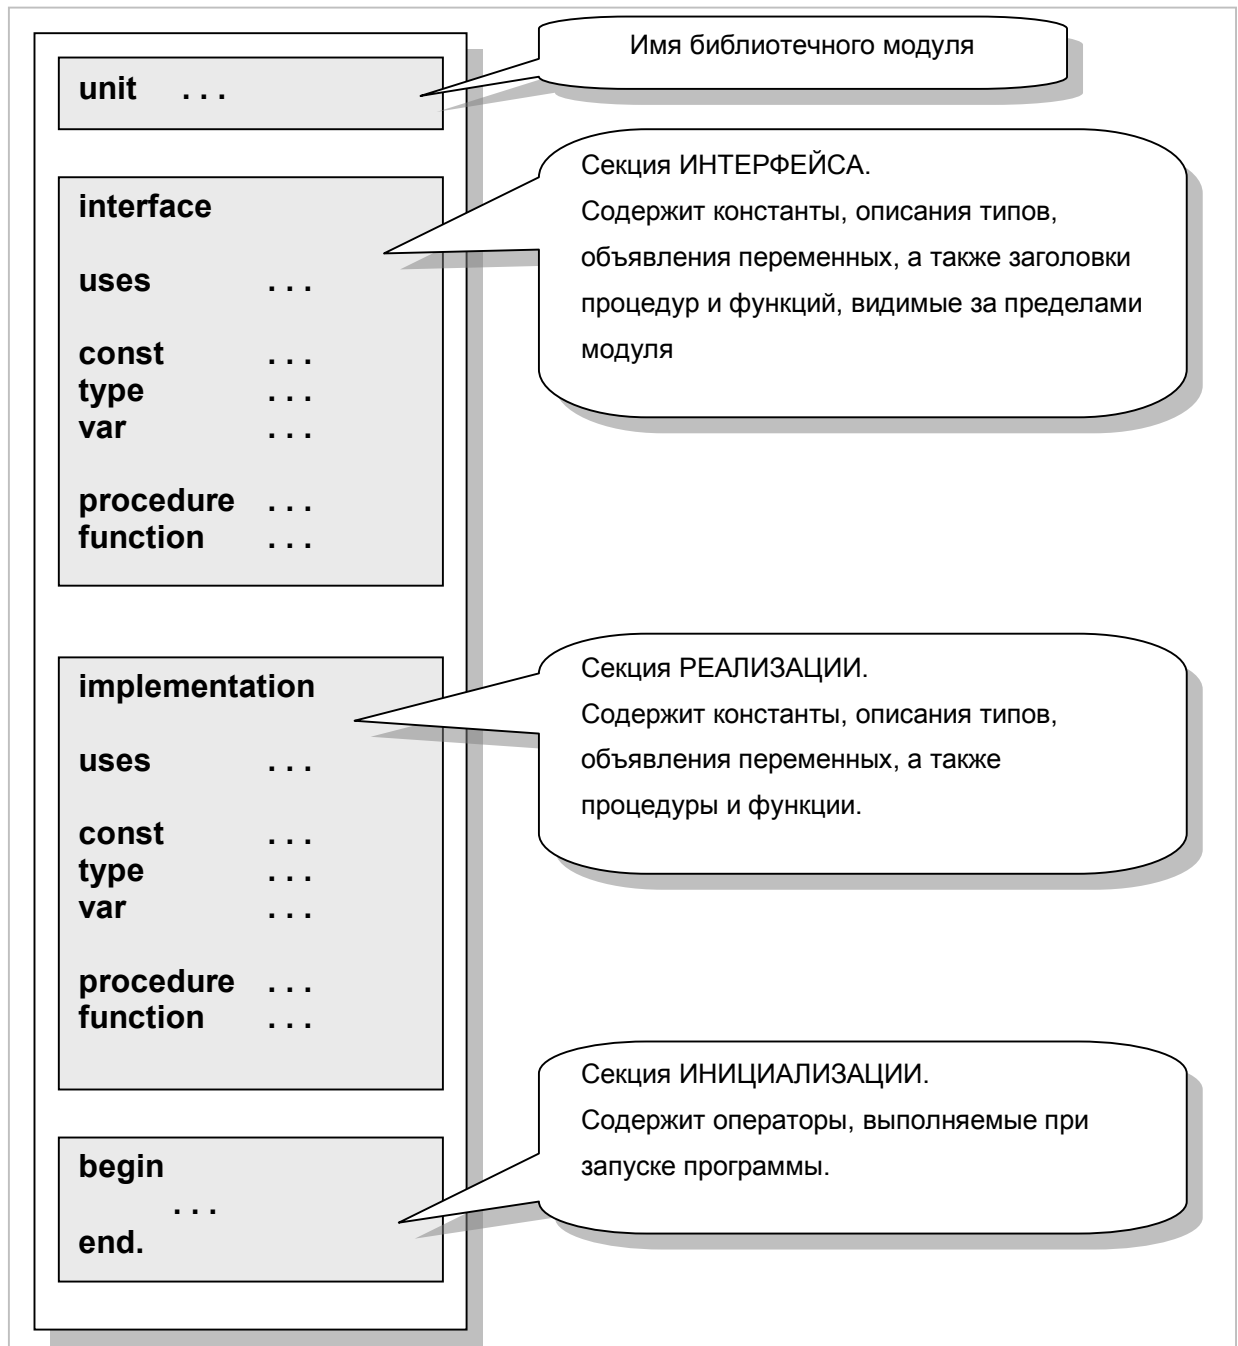 Имя библиотечного модуля
unit . . .
Секция ИНТЕРФЕЙСА.
Содержит константы, описания типов,
объявления переменных, а также заголовки
процедур и функций, видимые за пределами
модуля
interface
uses . . .
const . . .
type . . .
var . . .
procedure . . .
function . . .
Секция РЕАЛИЗАЦИИ.
Содержит константы, описания типов,
объявления переменных, а также
процедуры и функции.
implementation
uses . . .
const . . .
type . . .
var . . .
procedure . . .
function . . .
Секция ИНИЦИАЛИЗАЦИИ.
Содержит операторы, выполняемые при
запуске программы.
begin
. . .
end.